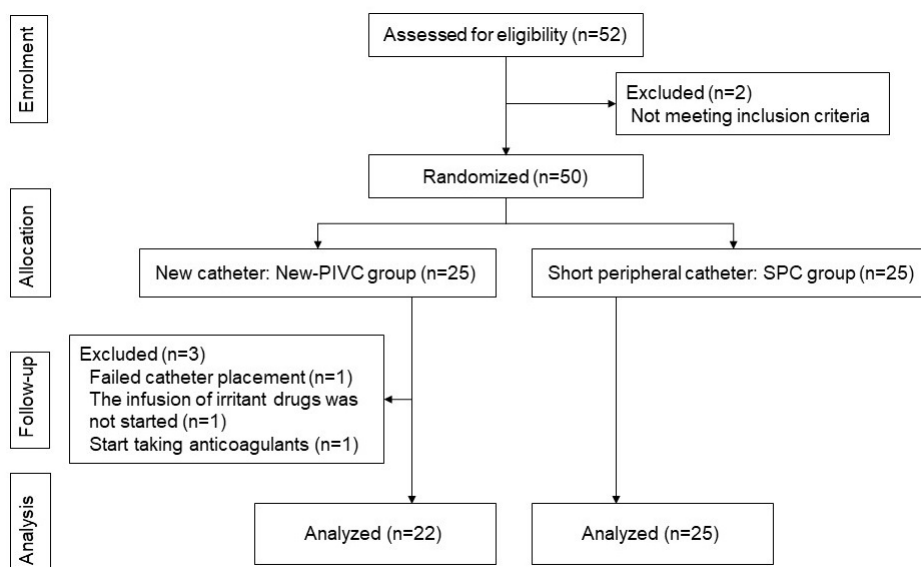 Enrolment
Assessed for eligibility (n=52)
Excluded (n=2)
Not meeting inclusion criteria
Randomized (n=50)
Allocation
New catheter: New-PIVC group (n=25)
Short peripheral catheter: SPC group (n=25)
Follow-up
Excluded (n=3)
Failed catheter placement (n=1)
The infusion of irritant drugs was
not started (n=1)
Start taking anticoagulants (n=1)
Analysis
Analyzed (n=22)
Analyzed (n=25)